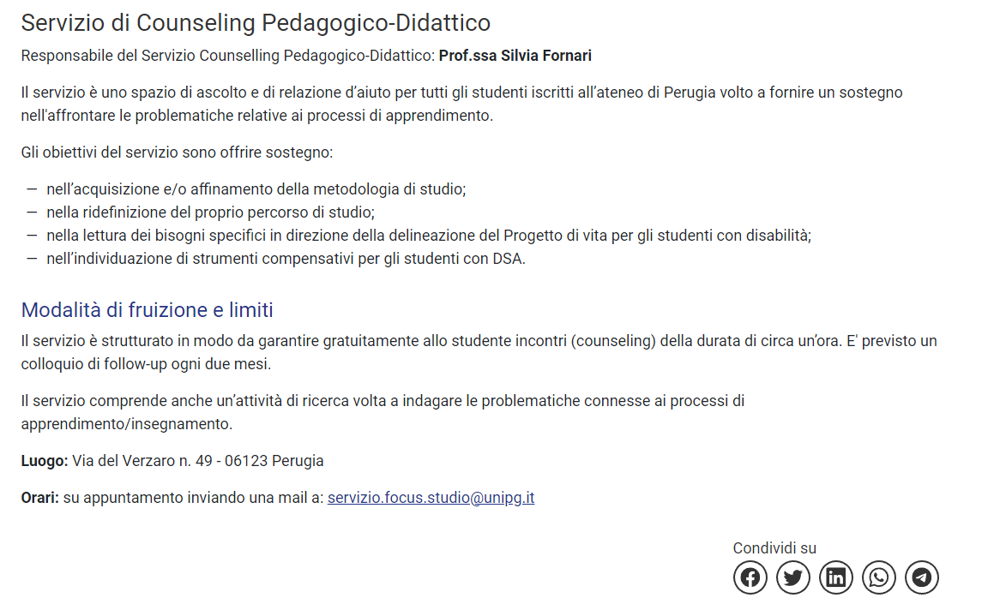 Servizio di Counseling Pedagogico-Didattico
Responsabile del Servizio Counselling Pedagogico-Didattico: Prof.ssa Silvia Fornari
Il servizio è uno spazio di ascolto e di relazione d’aiuto per tutti gli studenti iscritti all’ateneo di Perugia volto a fornire un sostegno
nell'affrontare le problematiche relative ai processi di apprendimento.
Gli obiettivi del servizio sono offrire sostegno:
— nell’acquisizione e/o affinamento della metodologia di studio;
— nella ridefinizione del proprio percorso di studio;
— nella lettura dei bisogni specifici in direzione della delineazione del Progetto di vita per gli studenti con disabilità;
— nell’individuazione di strumenti compensativi per gli studenti con DSA.
Modalità di fruizione e limiti
Il servizio è strutturato in modo da garantire gratuitamente allo studente incontri (counseling) della durata di circa un’ora. E' previsto un
colloquio di follow-up ogni due mesi.
Il servizio comprende anche un’attività di ricerca volta a indagare le problematiche connesse ai processi di
apprendimento/insegnamento.
Luogo: Via del Verzaro n. 49 - 06123 Perugia
Orari: su appuntamento inviando una mail a: servizio.focus.studio@unipg.it
Condividi su